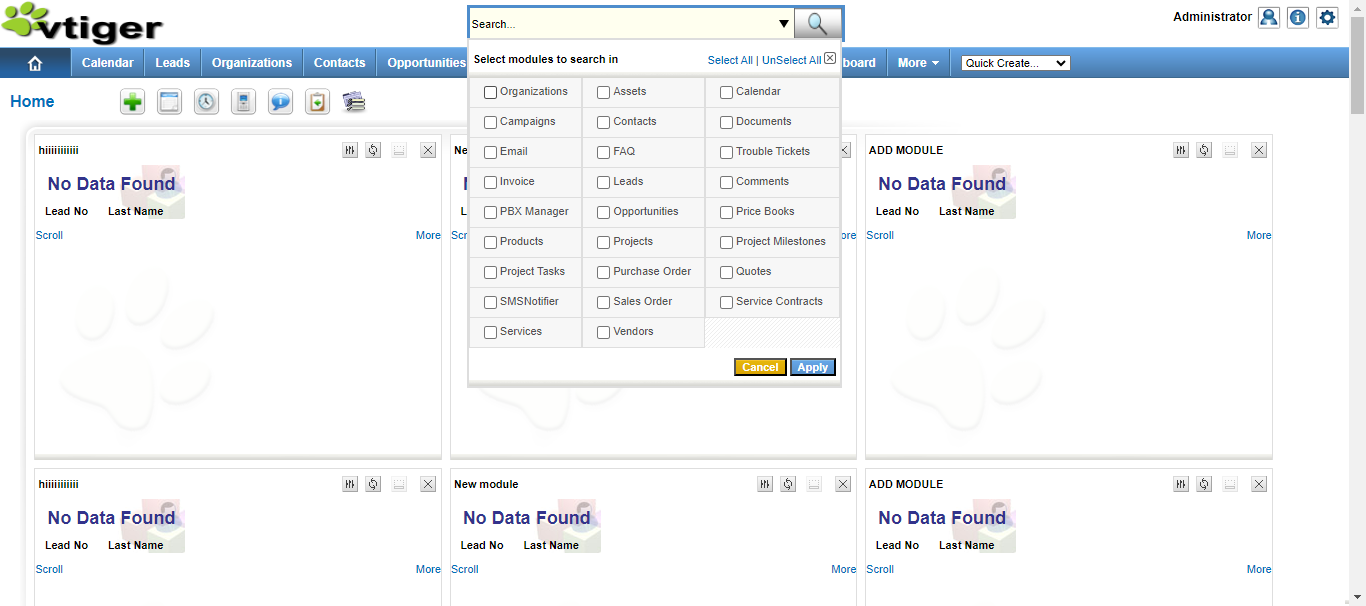 vtiger
Search...
Administrator
Calendar Leads Organizations Contacts Opportunities board More Quick Create...
Select modules to search in Select All | UnSelect All
Home
Organizations Assets Calendar
Campaigns Contacts Documents
Email FAQ Trouble Tickets
Invoice Leads Comments
PBX Manager Opportunities Price Books
Products Projects Project Milestones
Project Tasks Purchase Order Quotes
SMSNotifier Sales Order Service Contracts
Services Vendors
Cancel Apply
hiiiiiiiiiii
No Data Found
Lead No Last Name
Scroll More
Ne
L
Scr ore
ADD MODULE
No Data Found
Lead No Last Name
Scroll More
hiiiiiiiiiii
No Data Found
Lead No Last Name
Scroll More
New module
No Data Found
Lead No Last Name
Scroll More
ADD MODULE
No Data Found
Lead No Last Name
Scroll More